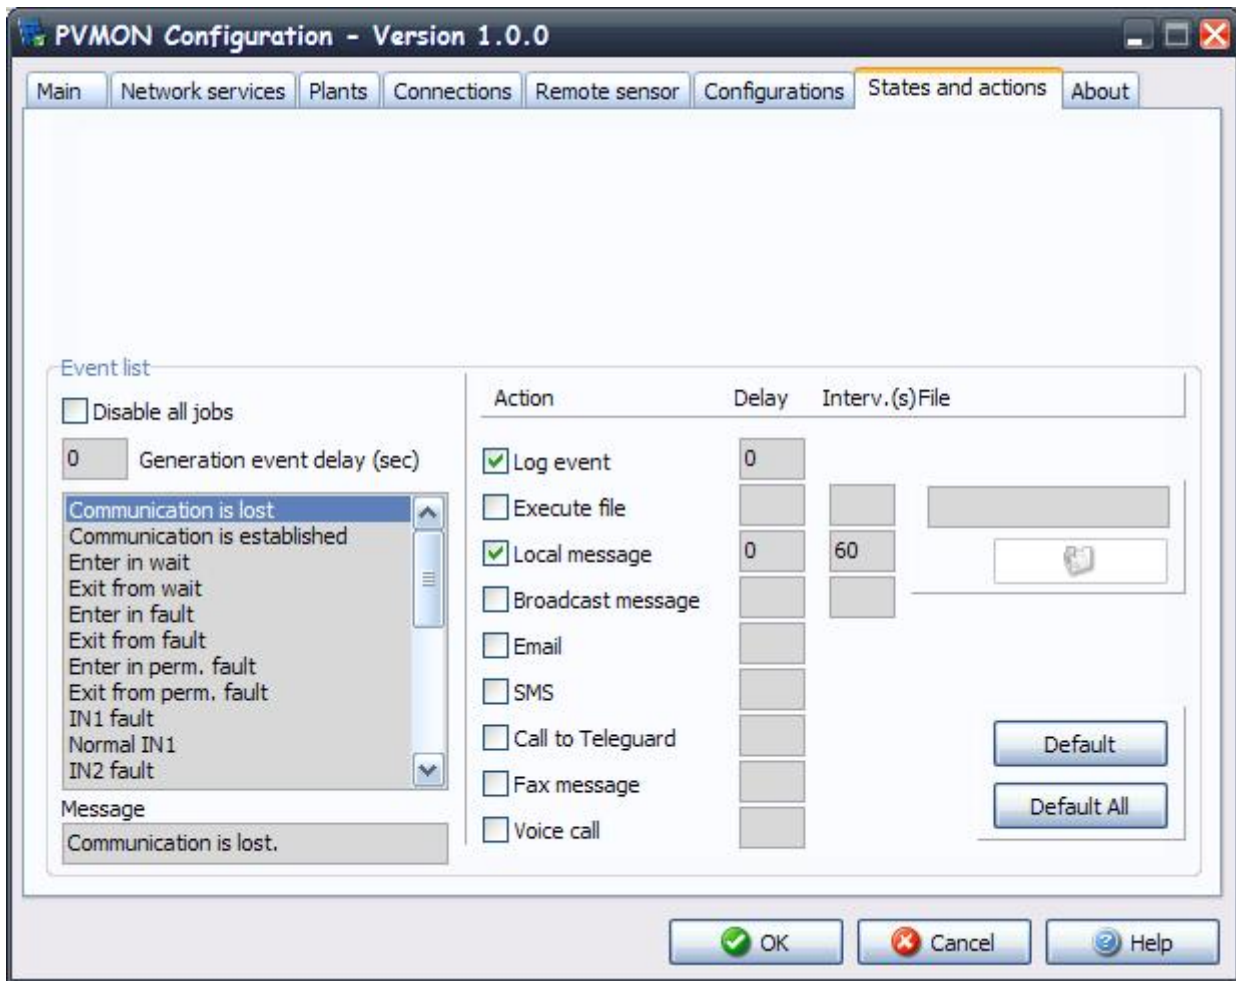 PVMON Configuration - Version 1.0.0
Main Network services Plants Connections Remote sensor Configurations States and actions About
Event list
Disable all jobs
0 Generation event delay (sec)
Communication is lost
Communication is established
Enter in wait
Exit from wait
Enter in fault
Exit from fault
Enter in perm. fault
Exit from perm. fault
IN1 fault
Normal IN1
IN2 fault
Message
Communication is lost.
Action Delay Interv.(s) File
Log event 0
Execute file
Local message 0 60
Broadcast message
Email
SMS
Call to Teleguard
Fax message
Voice call
Default
Default All
OK Cancel Help